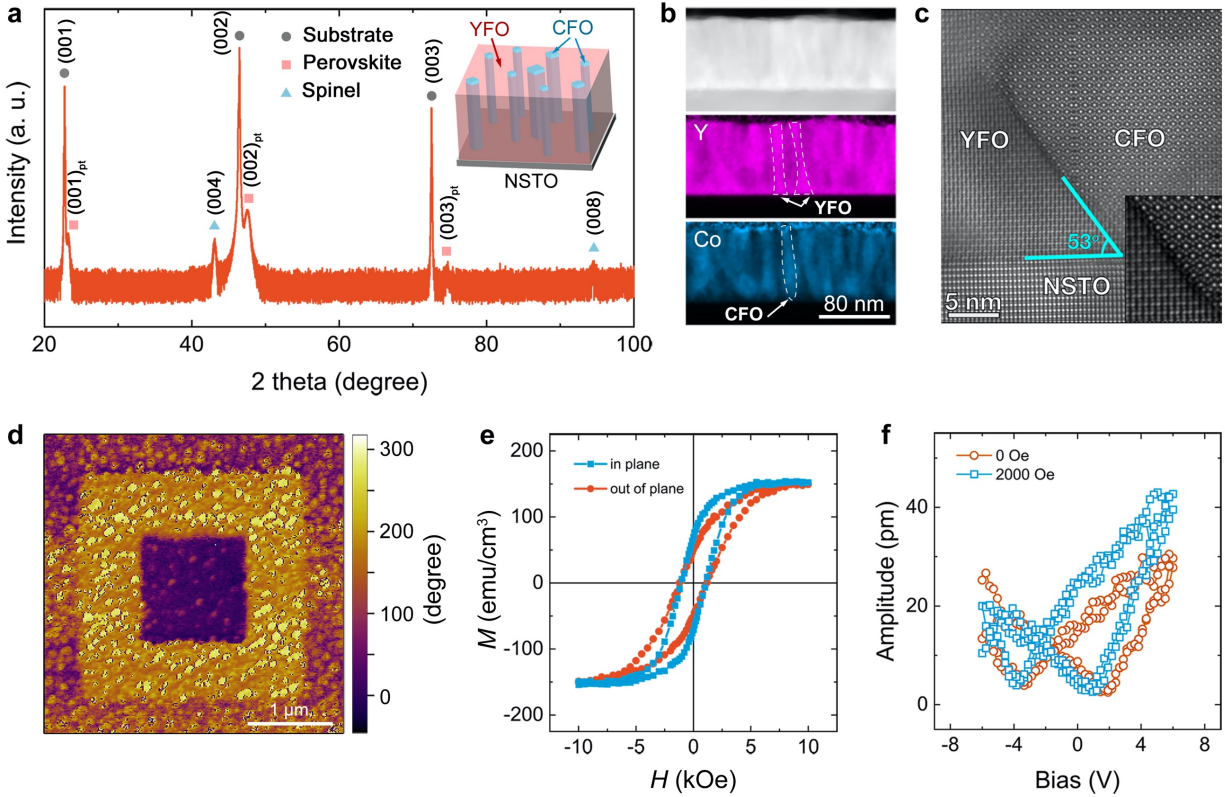 a
(001)
(001)pt
(004)
(002)
(002)pt
(003)
(003)pt
(008)
Substrate
Perovskite
Spinel
YFO
CFO
NSTO
Intensity (a. u.)
20
40
60
80
100
2 theta (degree)
b
Y
YFO
Co
CFO
80 nm
c
YFO
CFO
53°
NSTO
5 nm
d
1 μm
300
200
100
0
(degree)
e
in plane
out of plane
200
100
0
-100
-200
M (emu/cm³)
-10
-5
0
5
10
H (kOe)
f
0 Oe
2000 Oe
40
20
0
Amplitude (pm)
-8
-4
0
4
8
Bias (V)